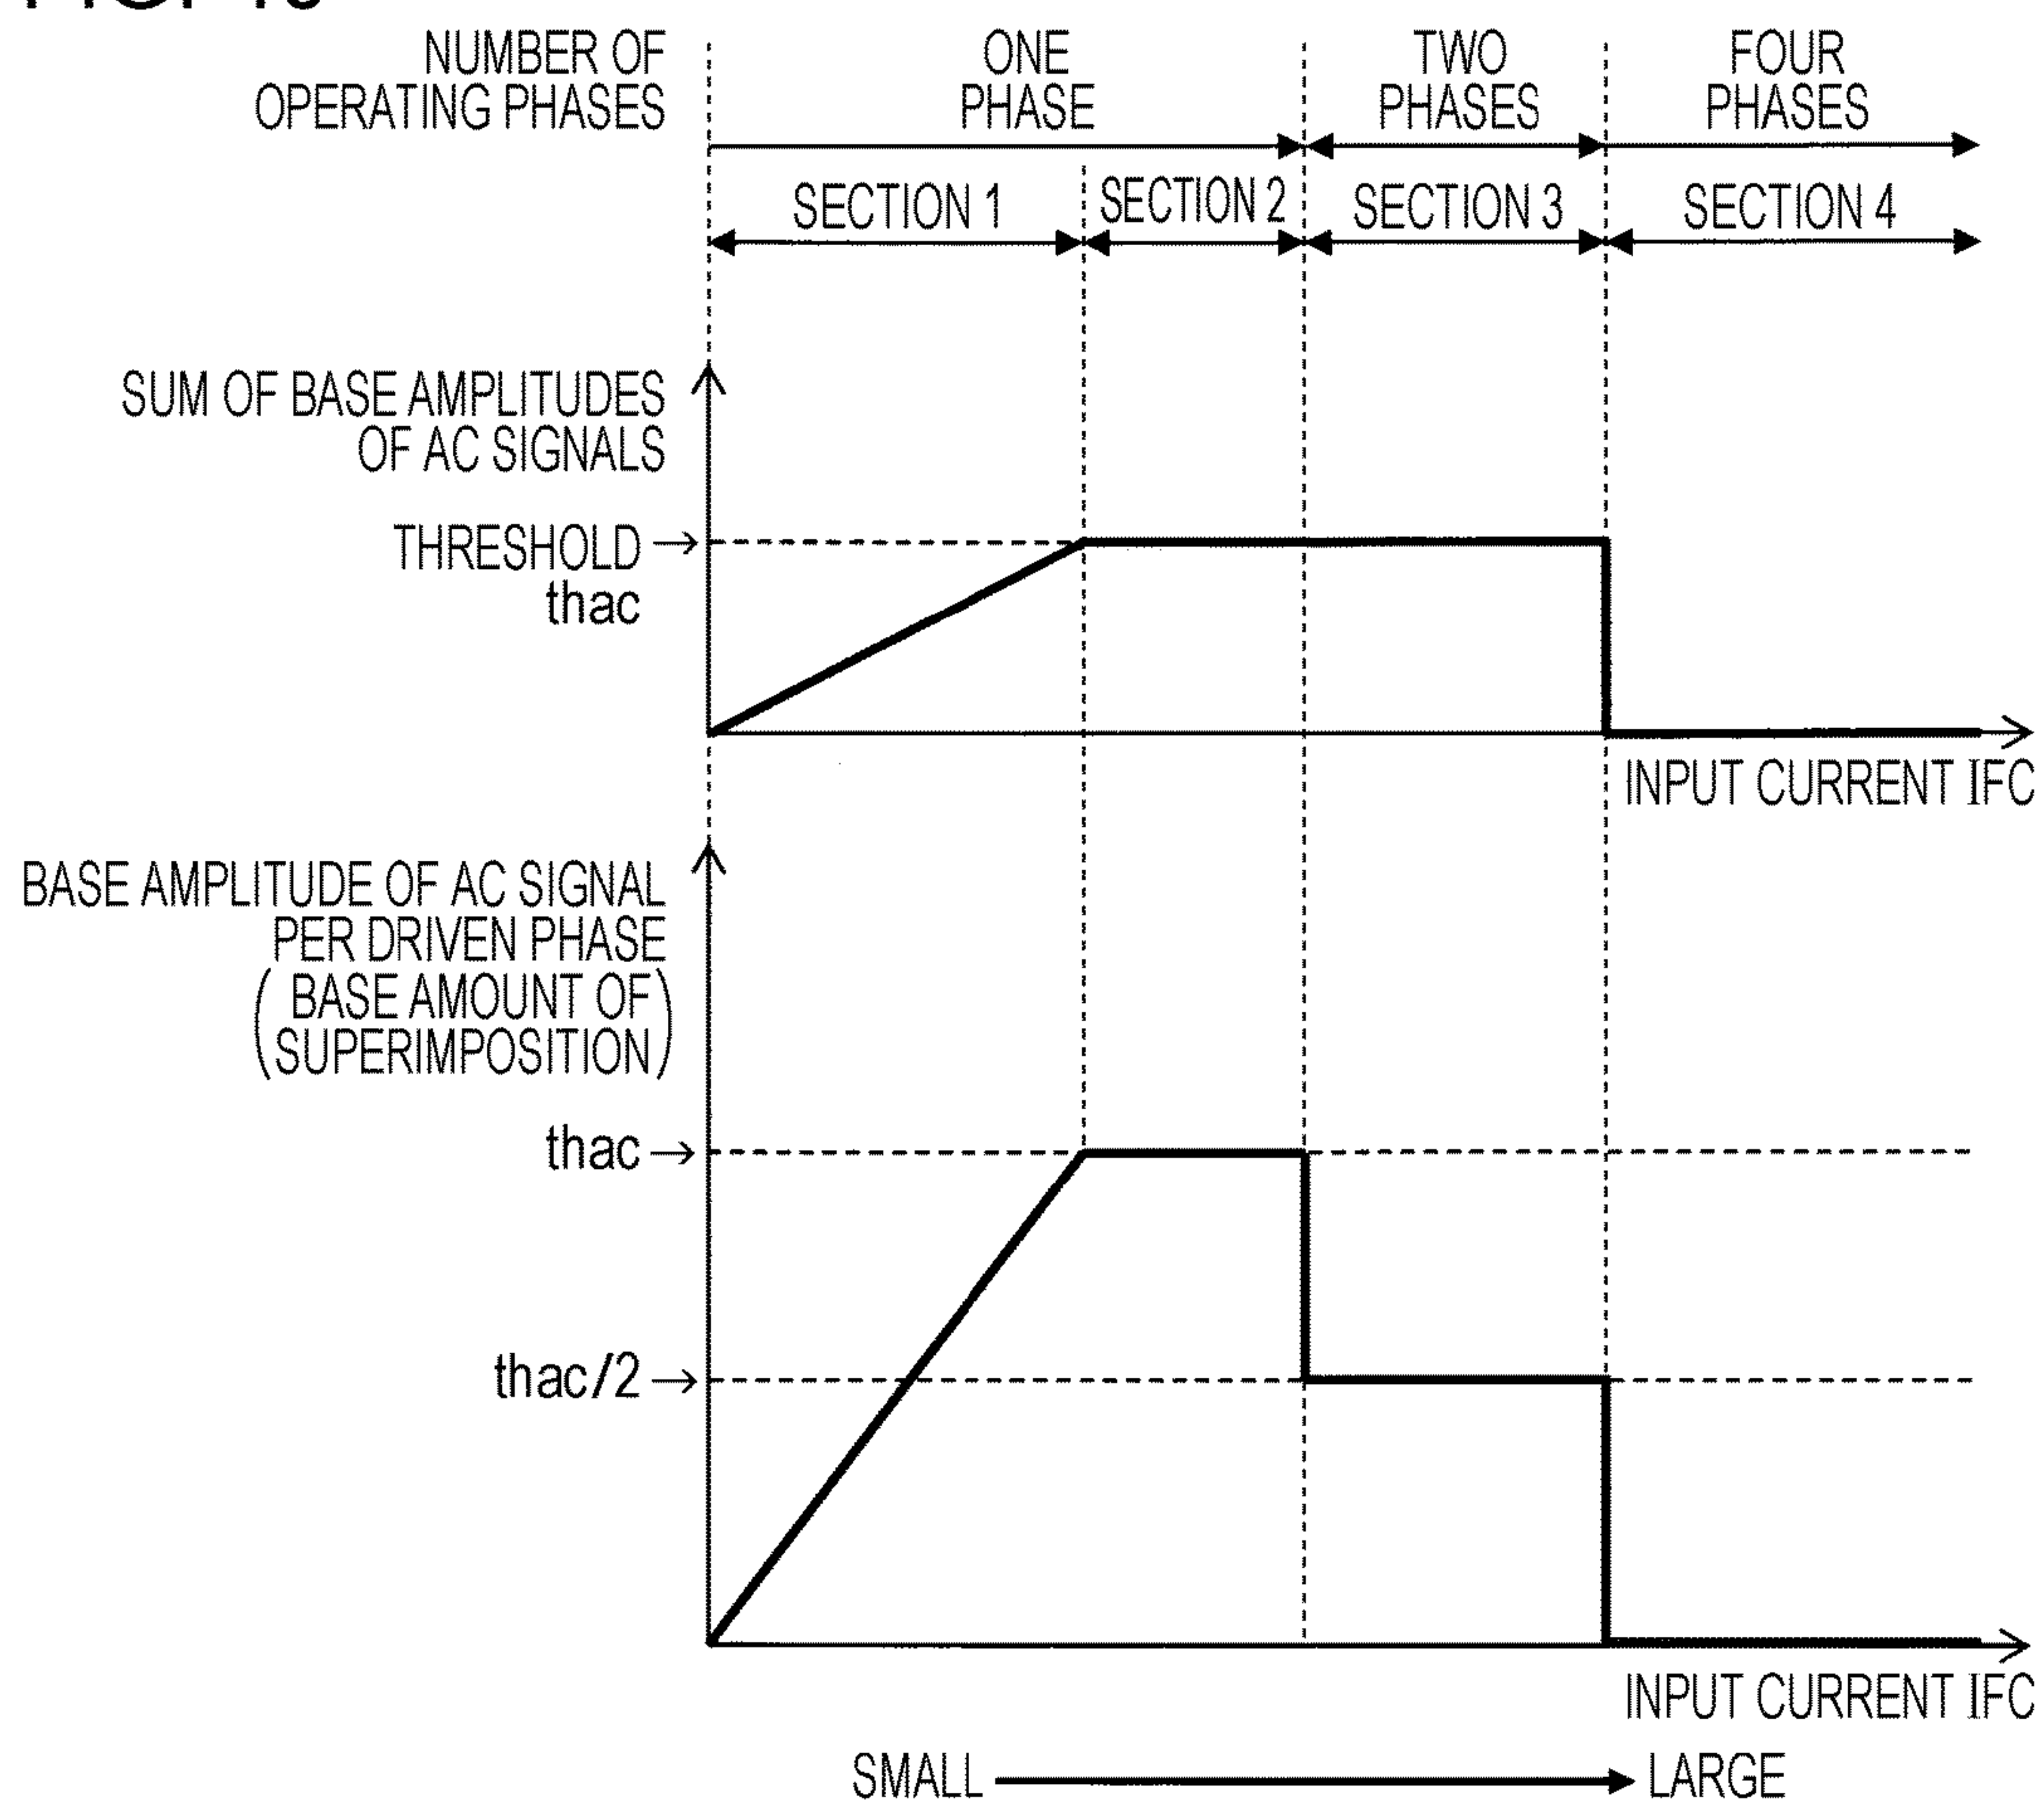 NUMBER OF
OPERATING PHASES
ONE
PHASE
TWO
PHASES
FOUR
PHASES
SECTION 1
SECTION 2
SECTION 3
SECTION 4
SUM OF BASE AMPLITUDES
OF AC SIGNALS
THRESHOLD →
thac
INPUT CURRENT IFC
BASE AMPLITUDE OF AC SIGNAL
PER DRIVEN PHASE
( BASE AMOUNT OF
SUPERIMPOSITION )
thac →
thac/2 →
INPUT CURRENT IFC
SMALL → LARGE